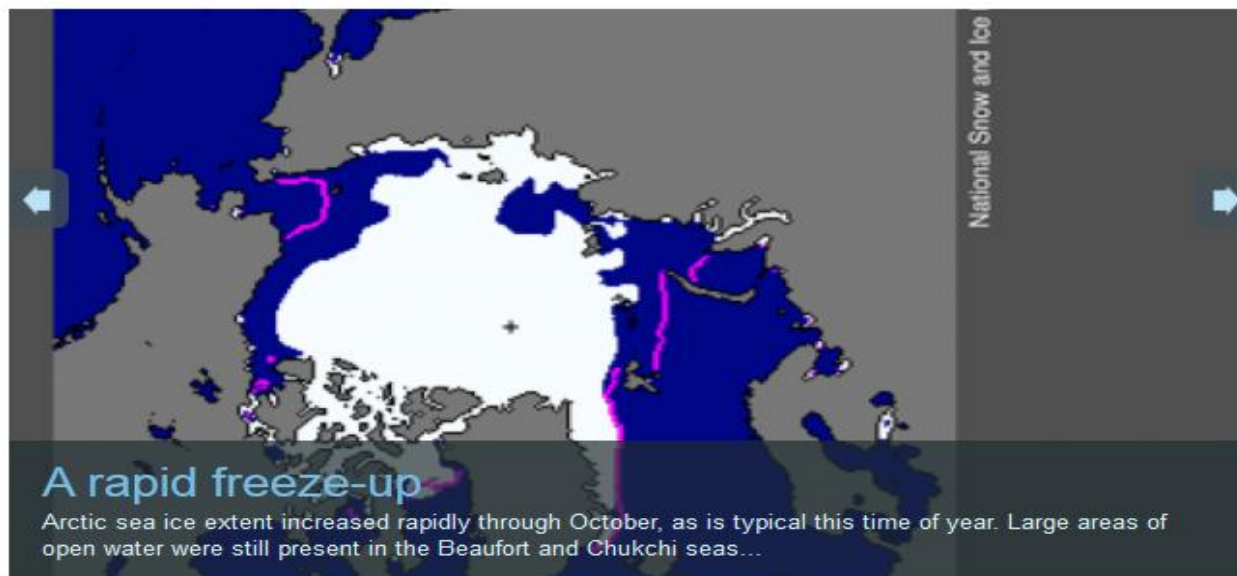 National Snow and Ice
A rapid freeze-up
Arctic sea ice extent increased rapidly through October, as is typical this time of year. Large areas of
open water were still present in the Beaufort and Chukchi seas...